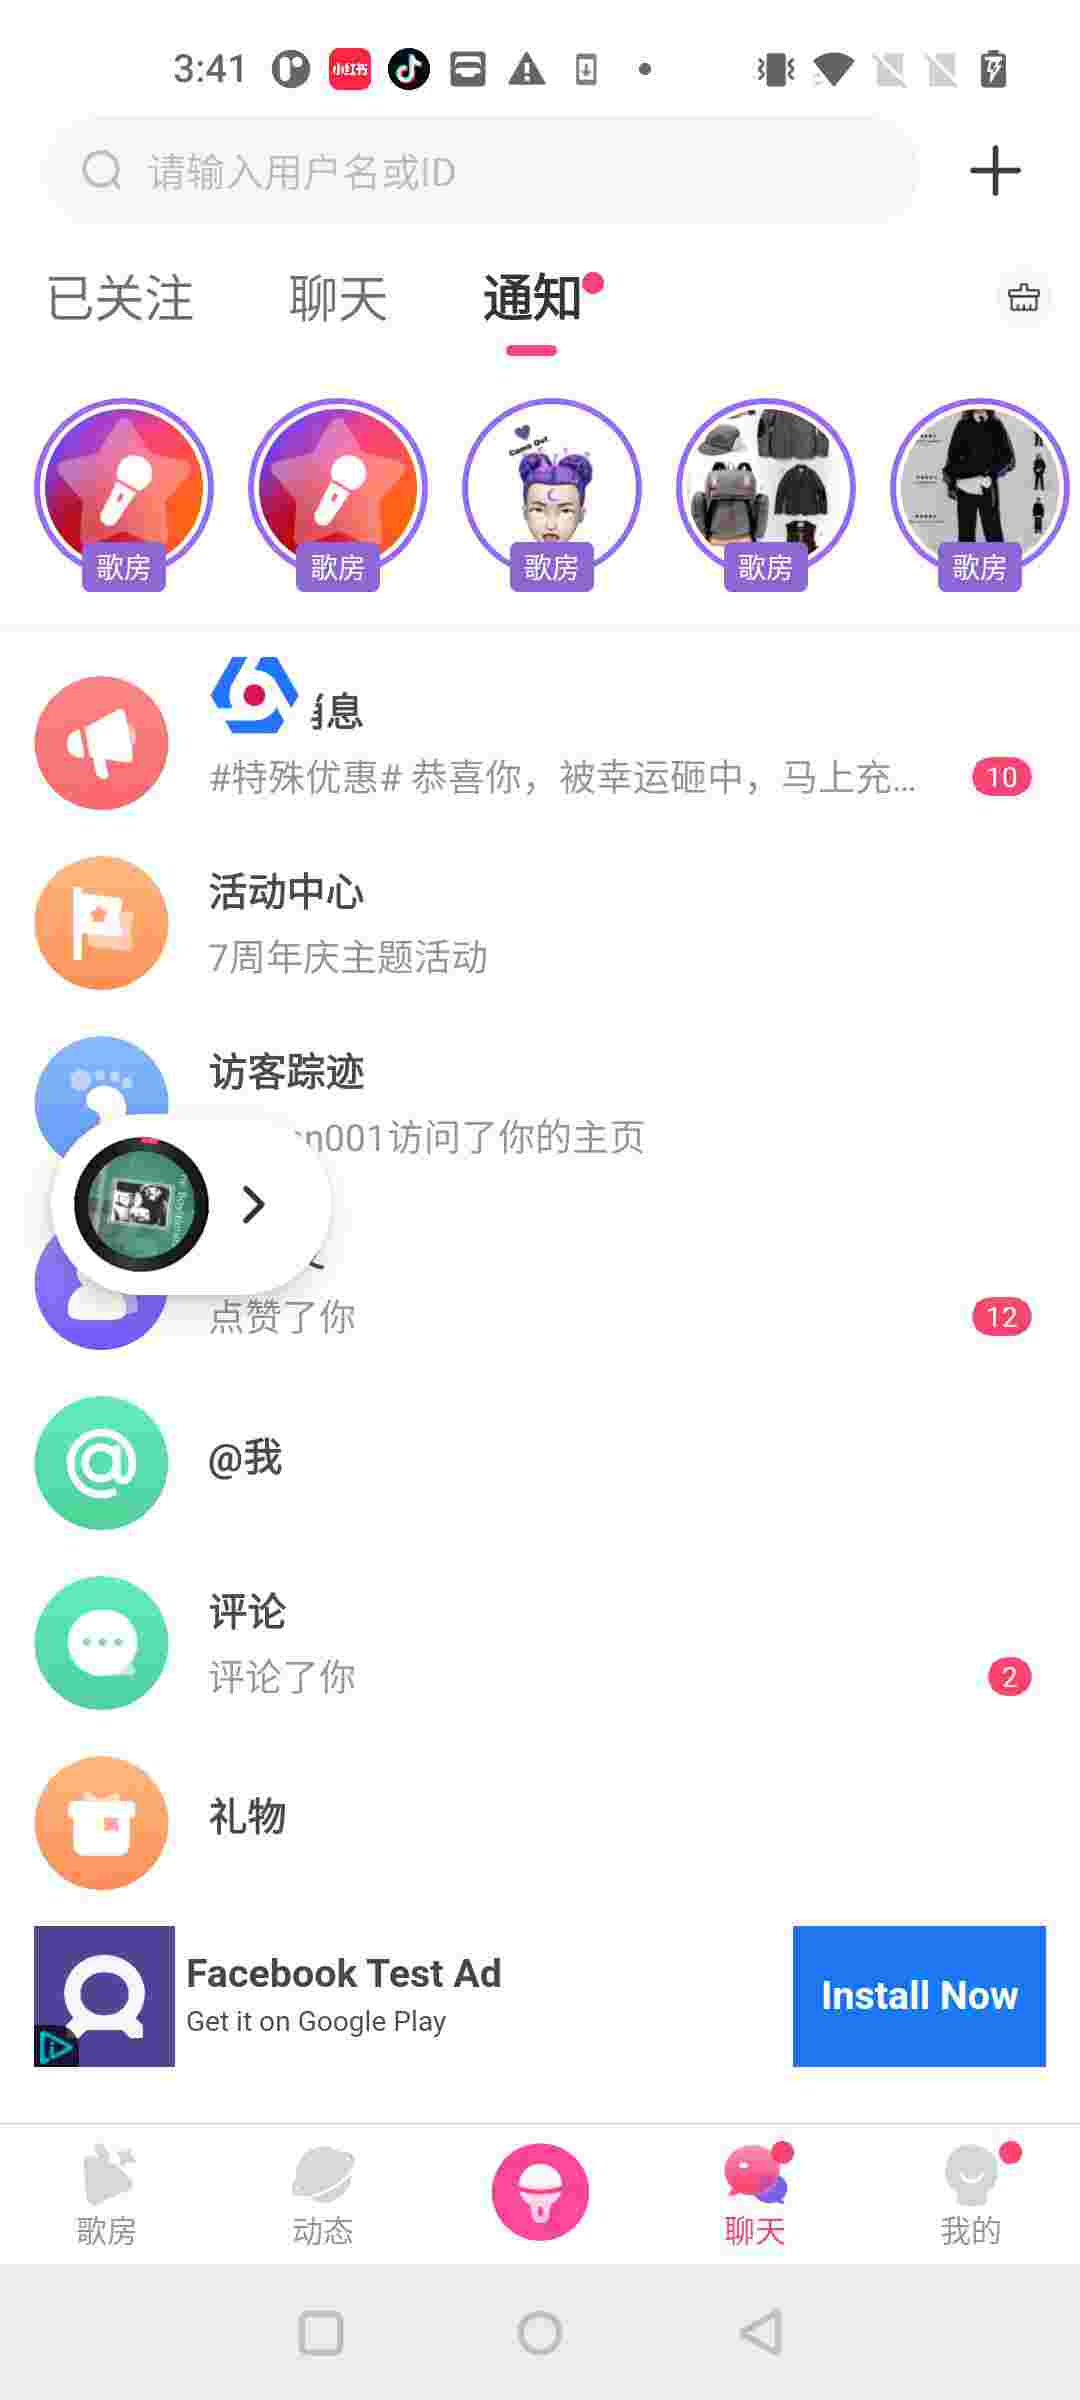 3:41
小红书
请输入用户名或ID
已关注 聊天 通知
Come Out
歌房 歌房 歌房 歌房 歌房
息
#特殊优惠# 恭喜你，被幸运砸中，马上充...
10
活动中心
7周年庆主题活动
访客踪迹
n001访问了你的主页
点赞了你
12
@我
评论
评论了你
2
礼物
Facebook Test Ad
Get it on Google Play
Install Now
歌房 动态 聊天 我的